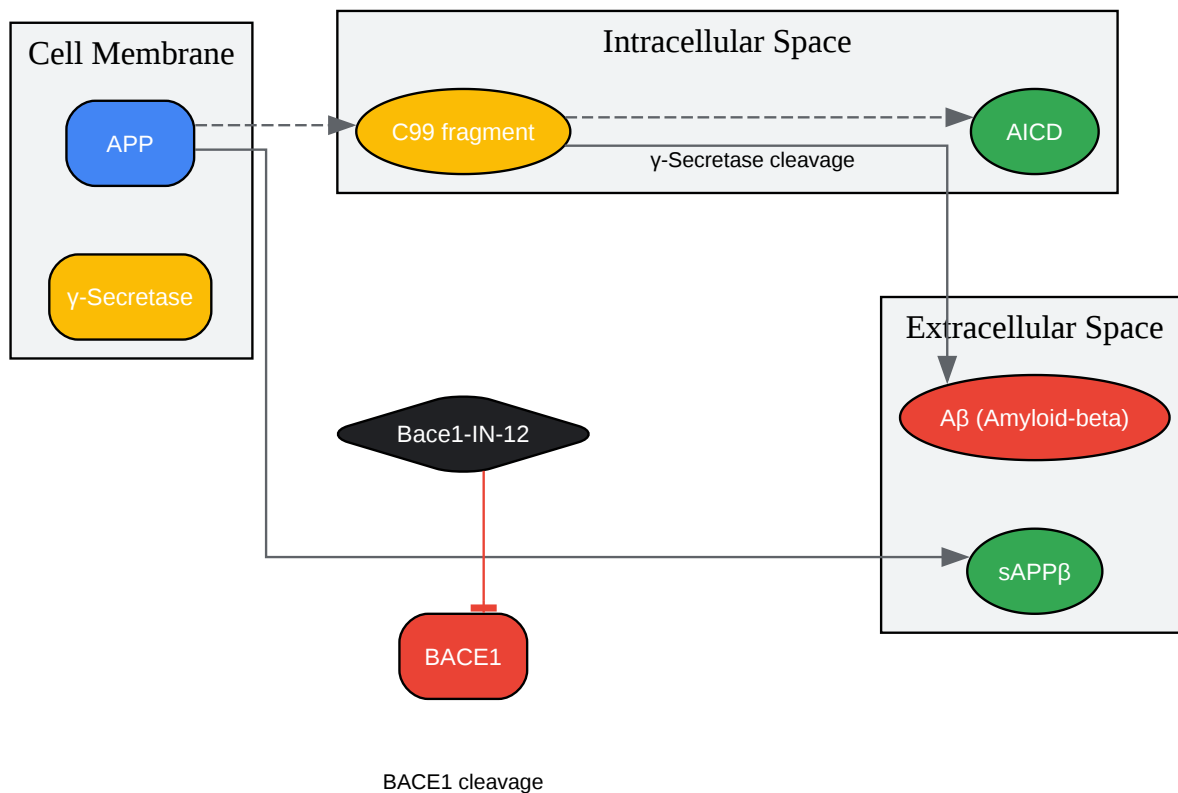 Cell Membrane
APP
γ-Secretase
Intracellular Space
C99 fragment
AICD
γ-Secretase cleavage
Extracellular Space
Aβ (Amyloid-beta)
sAPPβ
Bace1-IN-12
BACE1
BACE1 cleavage